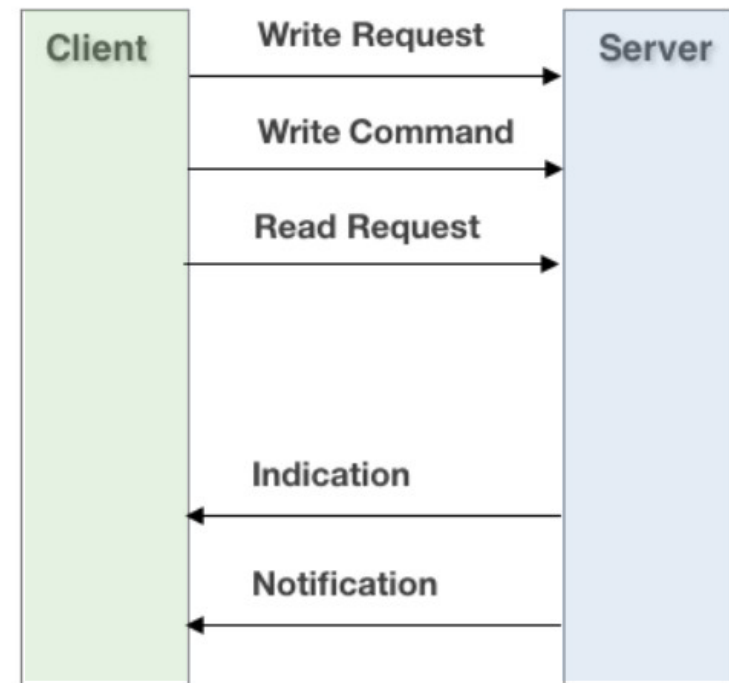 Client
Write Request
Server
Write Command
Read Request
Indication
Notification